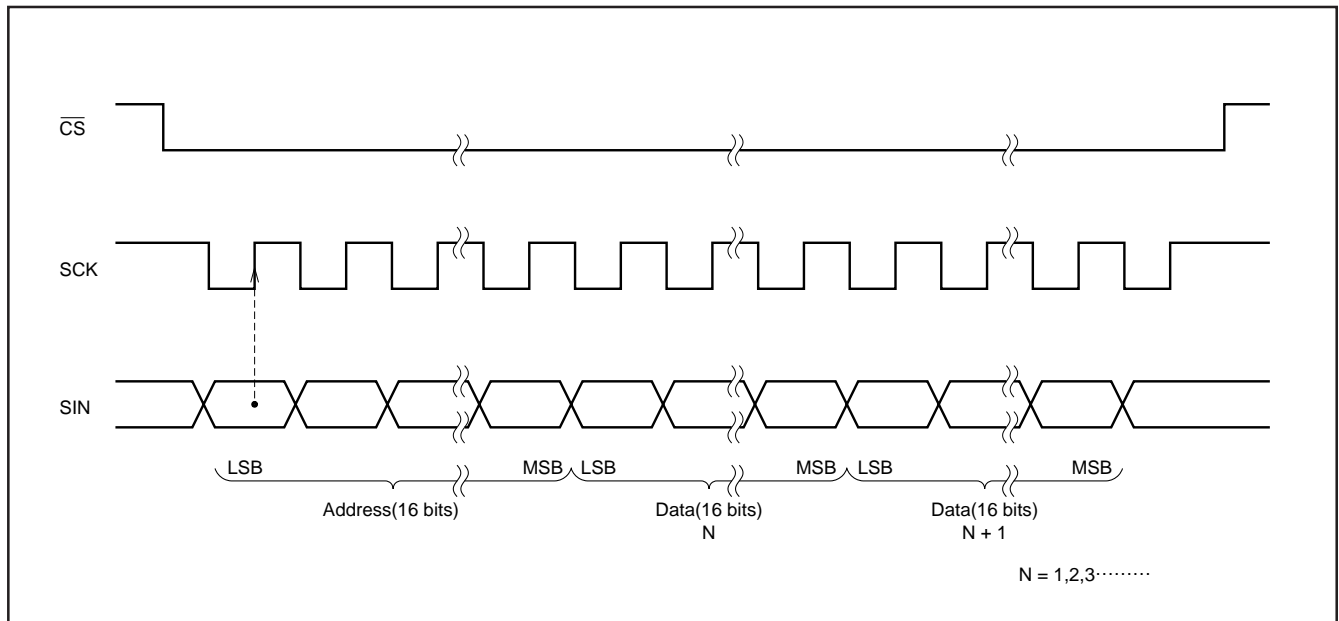 CS
SCK
SIN
LSB MSB LSB MSB LSB MSB
Address(16 bits) Data(16 bits) Data(16 bits)
N N + 1
N = 1,2,3·········